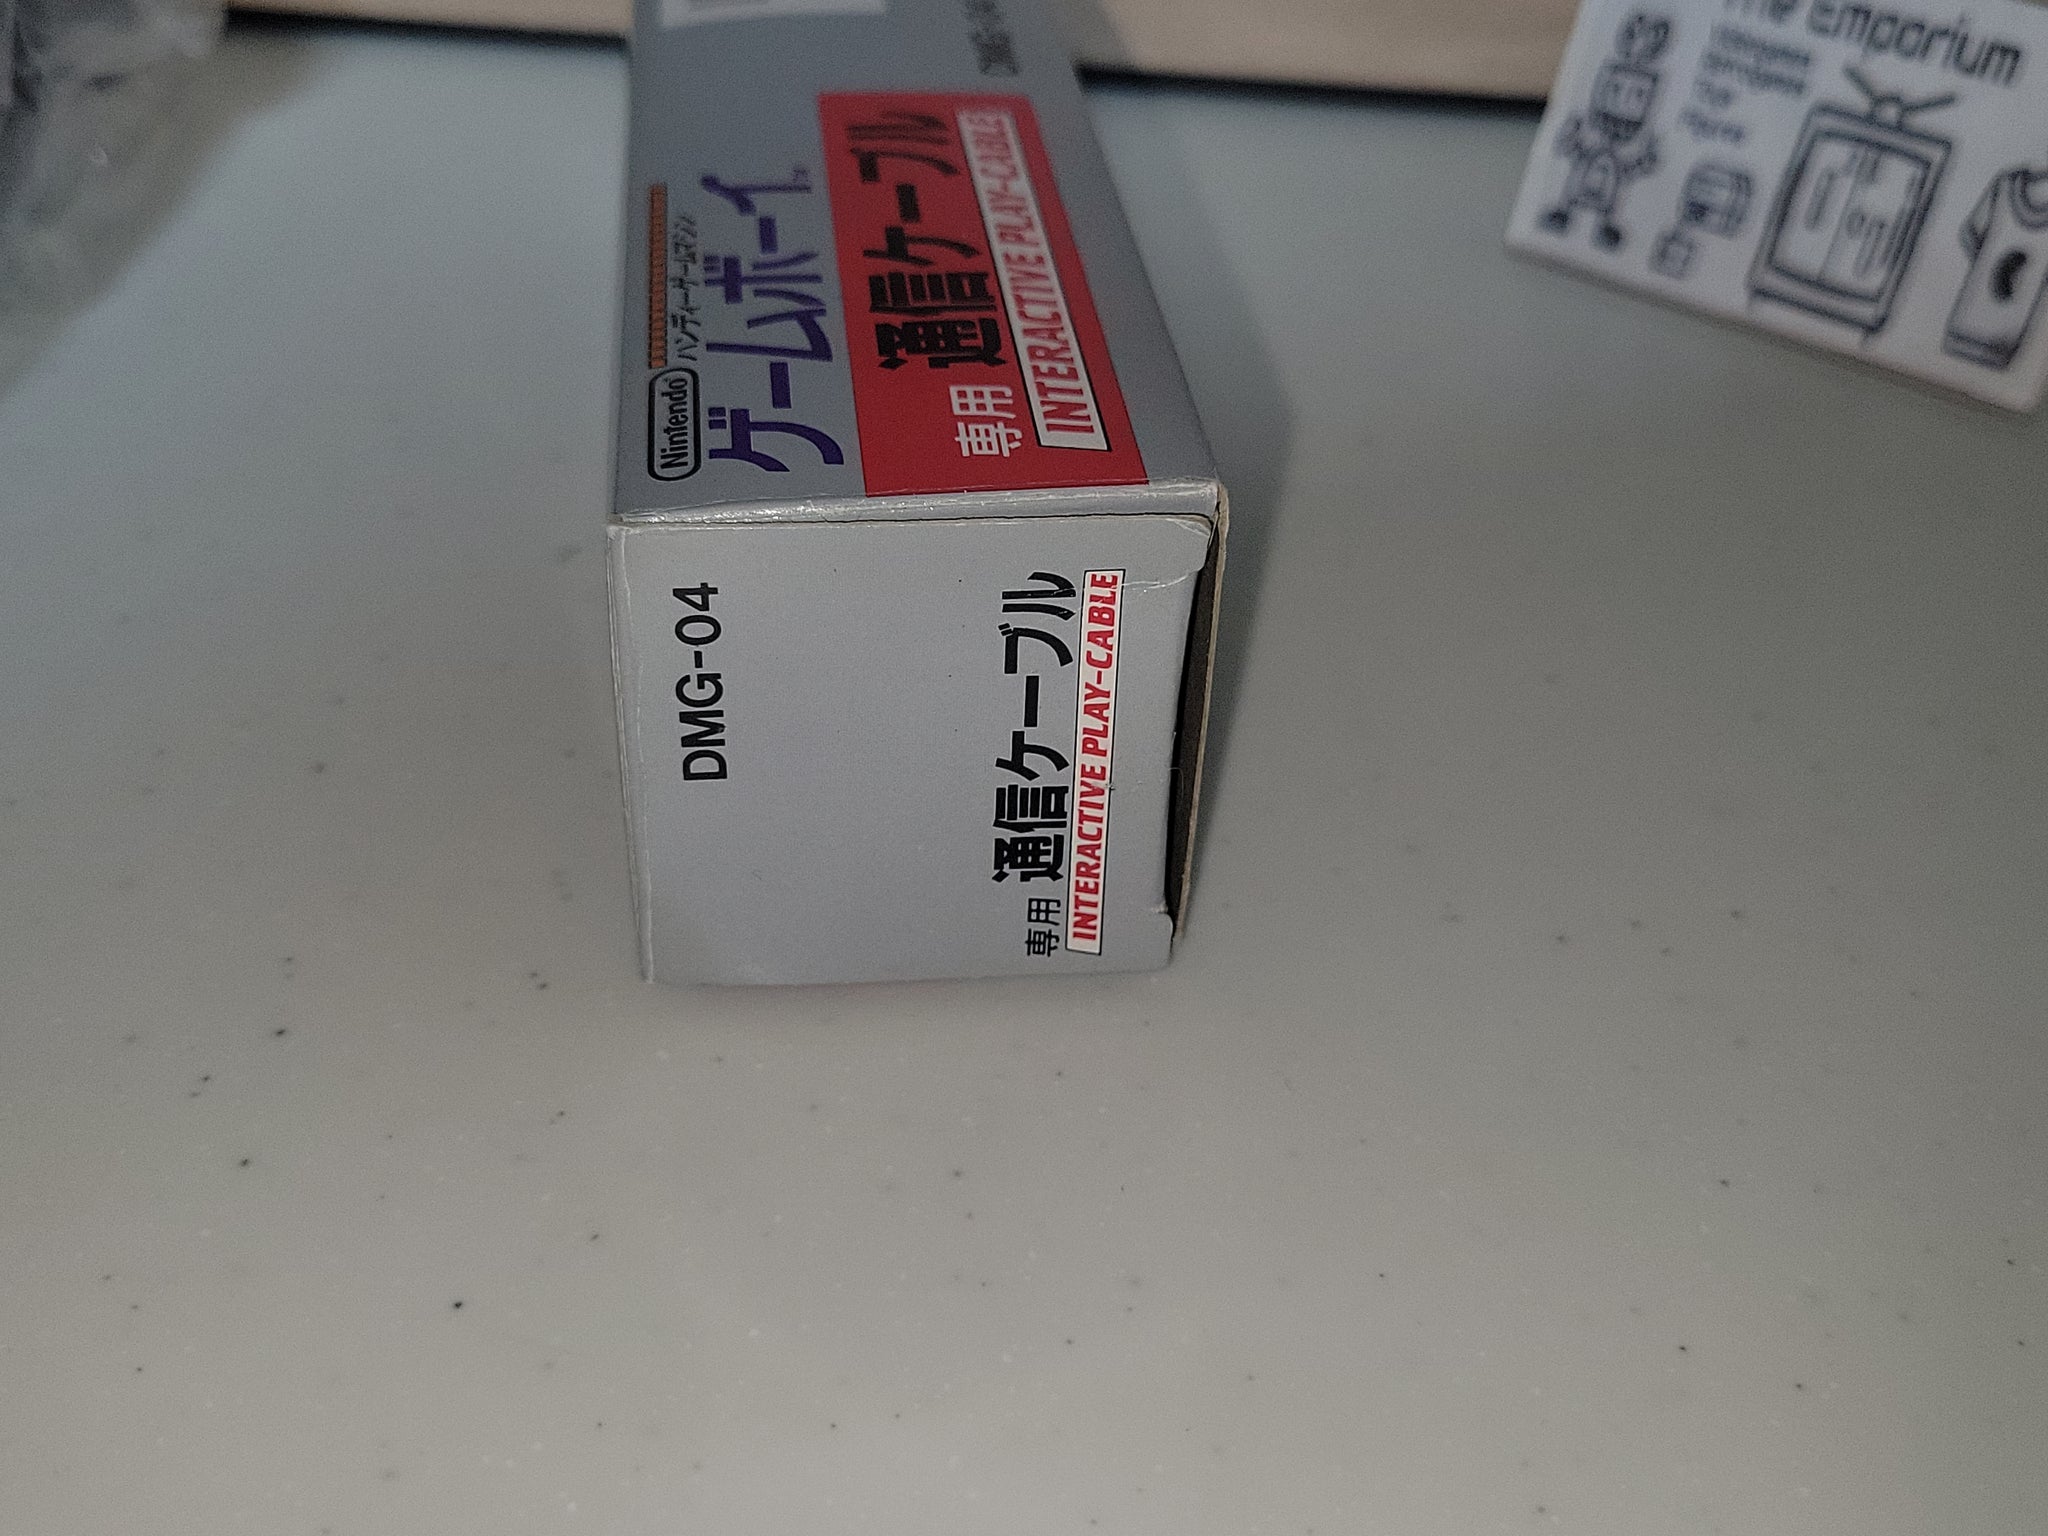 Nintendo ハンディーゲームマシン
ゲームボーイ
専用 通信ケーブル
INTERACTIVE PLAY-CABLE
DMG-04
専用 通信ケーブル
INTERACTIVE PLAY-CABLE
The Emporium